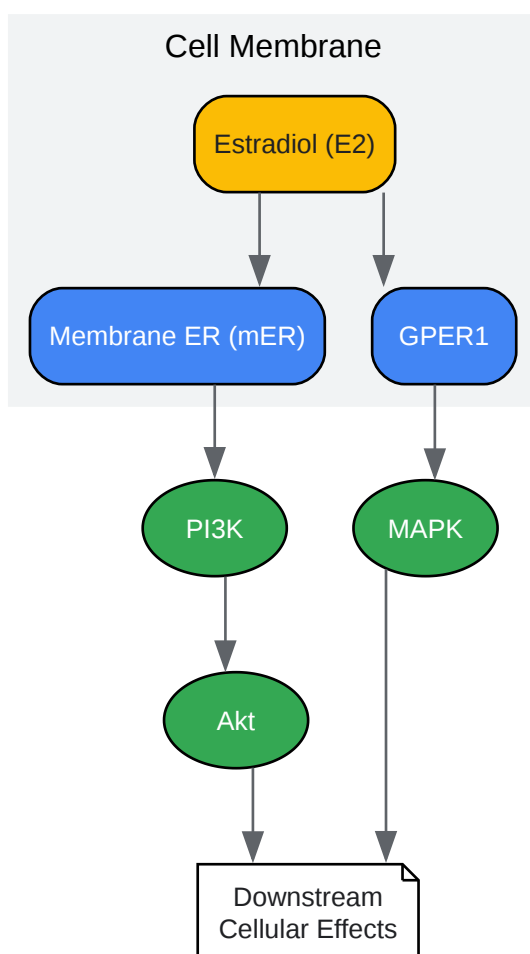 Cell Membrane
Estradiol (E2)
Membrane ER (mER)
GPER1
PI3K
MAPK
Akt
Downstream
Cellular Effects